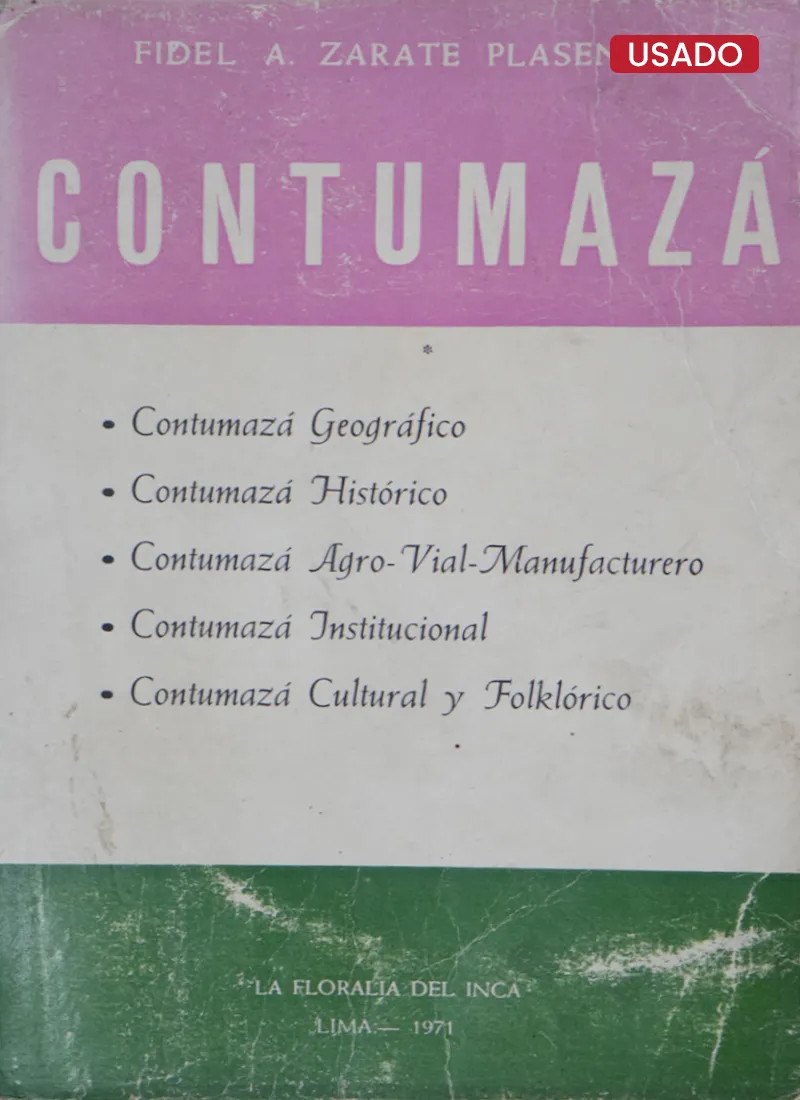 FIDEL A. ZARATE
USADO
CONTUMAZÁ
*
• Contumazá Geográfico
• Contumazá Histórico
• Contumazá Agro-Vial-Manufacturero
• Contumazá Institucional
• Contumazá Cultural y Folklórico
"LA FLORALIA DEL INCA"
LIMA — 1971